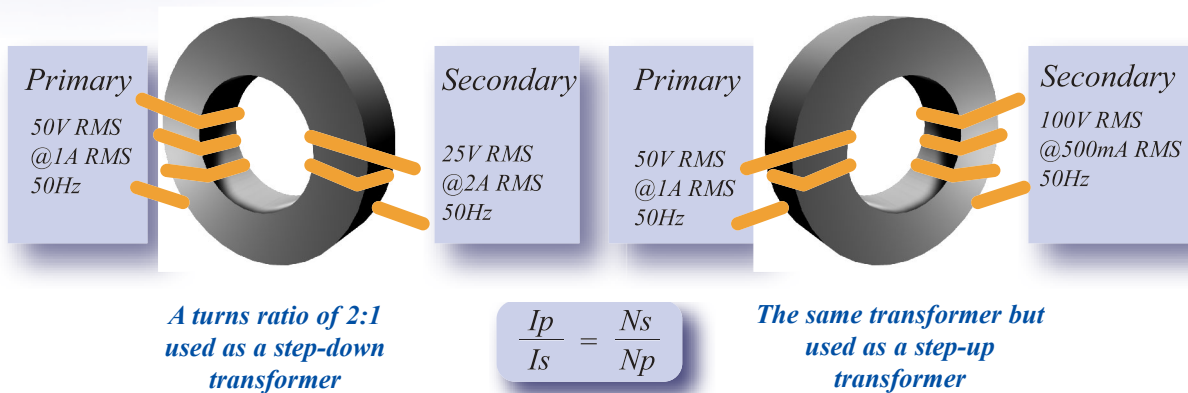 Primary
50V RMS
@1A RMS
50Hz
Secondary
25V RMS
@2A RMS
50Hz
Primary
50V RMS
@1A RMS
50Hz
Secondary
100V RMS
@500mA RMS
50Hz
A turns ratio of 2:1
used as a step-down
transformer
Ip
Is
=
Ns
Np
The same transformer but
used as a step-up
transformer